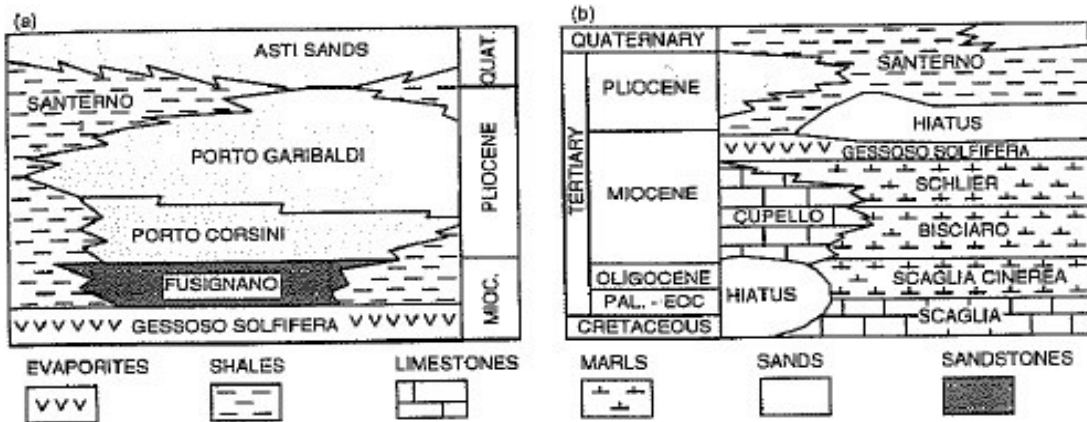 (a)
ASTI SANDS
QUAT.
SANTERNO
PORTO GARIBALDI
PLIOCENE
PORTO CORSINI
FUSIGNANO
MIOC.
GESSOSO SOLFIFERA
(b)
QUATERNARY
SANTERNO
PLIOCENE
HIATUS
GESSOSO SOLFIFERA
TERTIARY
MIOCENE
SCHLIER
CUPELLO
BISCIARO
OLIGOCENE
SCAGLIA CINEREA
PAL. - EOC
HIATUS
CRETACEOUS
SCAGLIA
EVAPORITES
SHALES
LIMESTONES
MARLS
SANDS
SANDSTONES